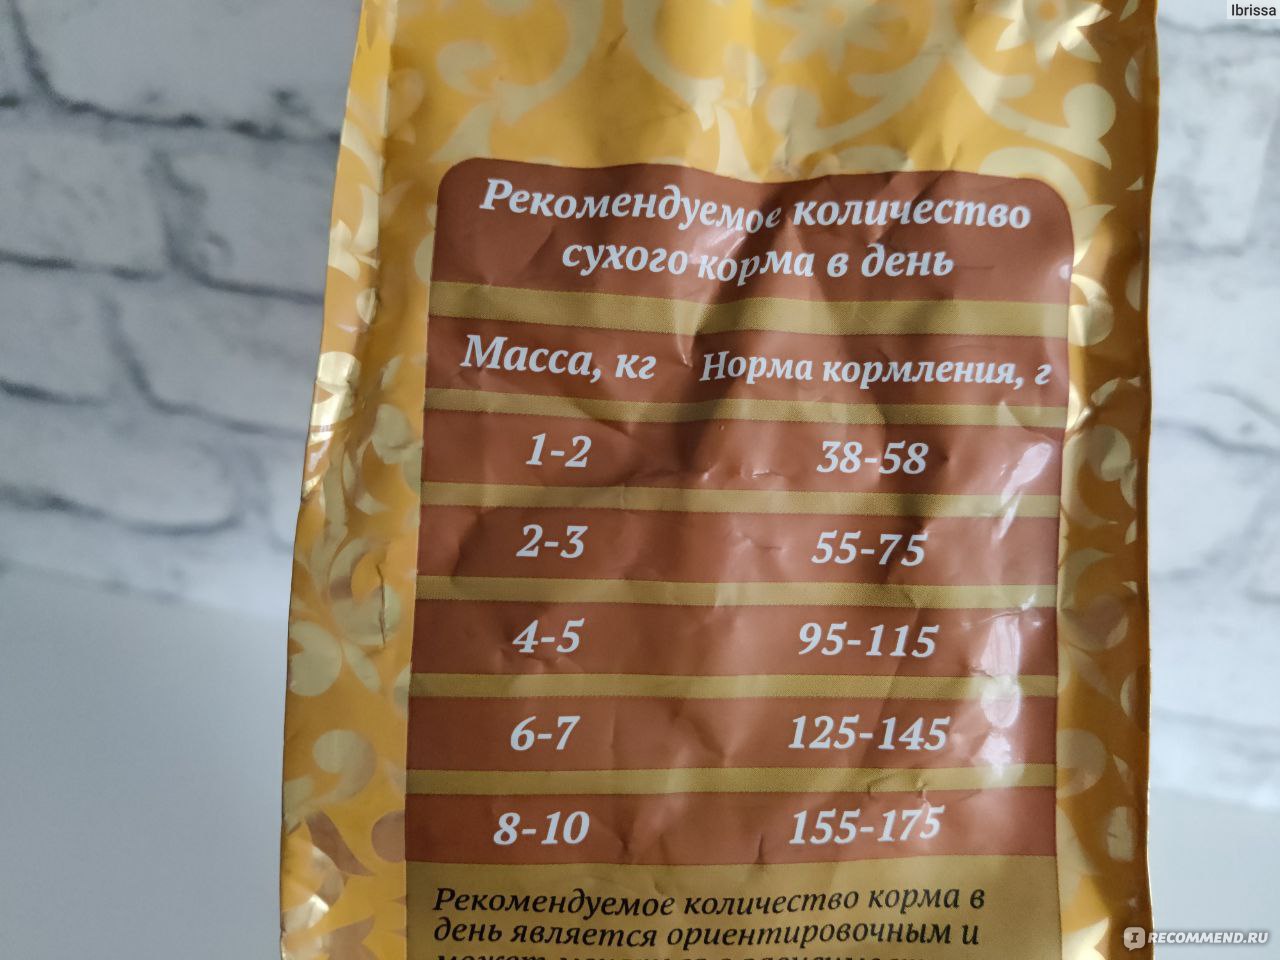 Ibrissa
Рекомендуемое количество
сухого корма в день
Масса, кг Норма кормления, г
1-2 38-58
2-3 55-75
4-5 95-115
6-7 125-145
8-10 155-175
Рекомендуемое количество корма в
день является ориентировочным и
I RECOMMEND.RU